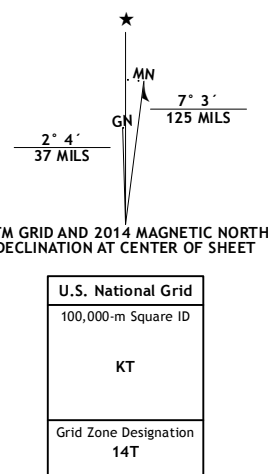 ★
MN
GN
7° 3´
125 MILS
2° 4´
37 MILS
TM GRID AND 2014 MAGNETIC NORTH
DECLINATION AT CENTER OF SHEET
U.S. National Grid
100,000-m Square ID
KT
Grid Zone Designation
14T